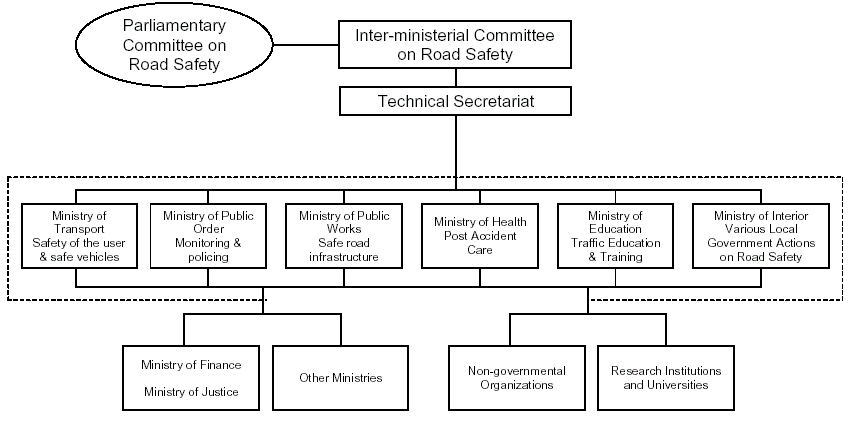 Parliamentary
Committee on
Road Safety
Inter-ministerial Committee
on Road Safety
Technical Secretariat
Ministry of
Transport
Safety of the user
& safe vehicles
Ministry of Public
Order
Monitoring &
policing
Ministry of Public
Works
Safe road
infrastructure
Ministry of Health
Post Accident
Care
Ministry of
Education
Traffic Education
& Training
Ministry of Interior
Various Local
Government Actions
on Road Safety
Ministry of Finance
Ministry of Justice
Other Ministries
Non-governmental
Organizations
Research Institutions
and Universities